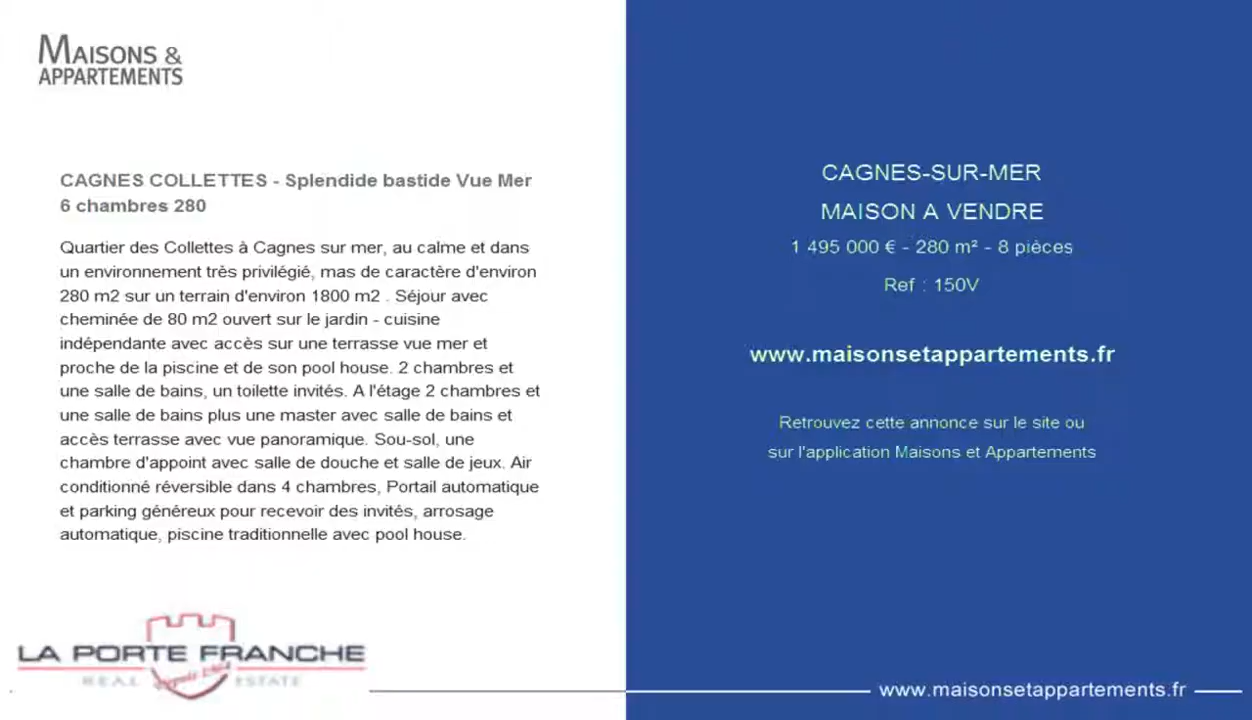 MAISONS &
APPARTEMENTS
CAGNES COLLETTES - Splendide bastide Vue Mer
6 chambres 280
Quartier des Collettes à Cagnes sur mer, au calme et dans
un environnement très privilégié, mas de caractère d'environ
280 m2 sur un terrain d'environ 1800 m2 . Séjour avec
cheminée de 80 m2 ouvert sur le jardin - cuisine
indépendante avec accès sur une terrasse vue mer et
proche de la piscine et de son pool house. 2 chambres et
une salle de bains, un toilette invités. A l'étage 2 chambres et
une salle de bains plus une master avec salle de bains et
accès terrasse avec vue panoramique. Sou-sol, une
chambre d'appoint avec salle de douche et salle de jeux. Air
conditionné réversible dans 4 chambres, Portail automatique
et parking généreux pour recevoir des invités, arrosage
automatique, piscine traditionnelle avec pool house.
LA PORTE FRANCHE
REAL ESTATE
CAGNES-SUR-MER
MAISON A VENDRE
1 495 000 € - 280 m² - 8 pièces
Ref : 150V
www.maisonsetappartements.fr
Retrouvez cette annonce sur le site ou
sur l'application Maisons et Appartements
www.maisonsetappartements.fr